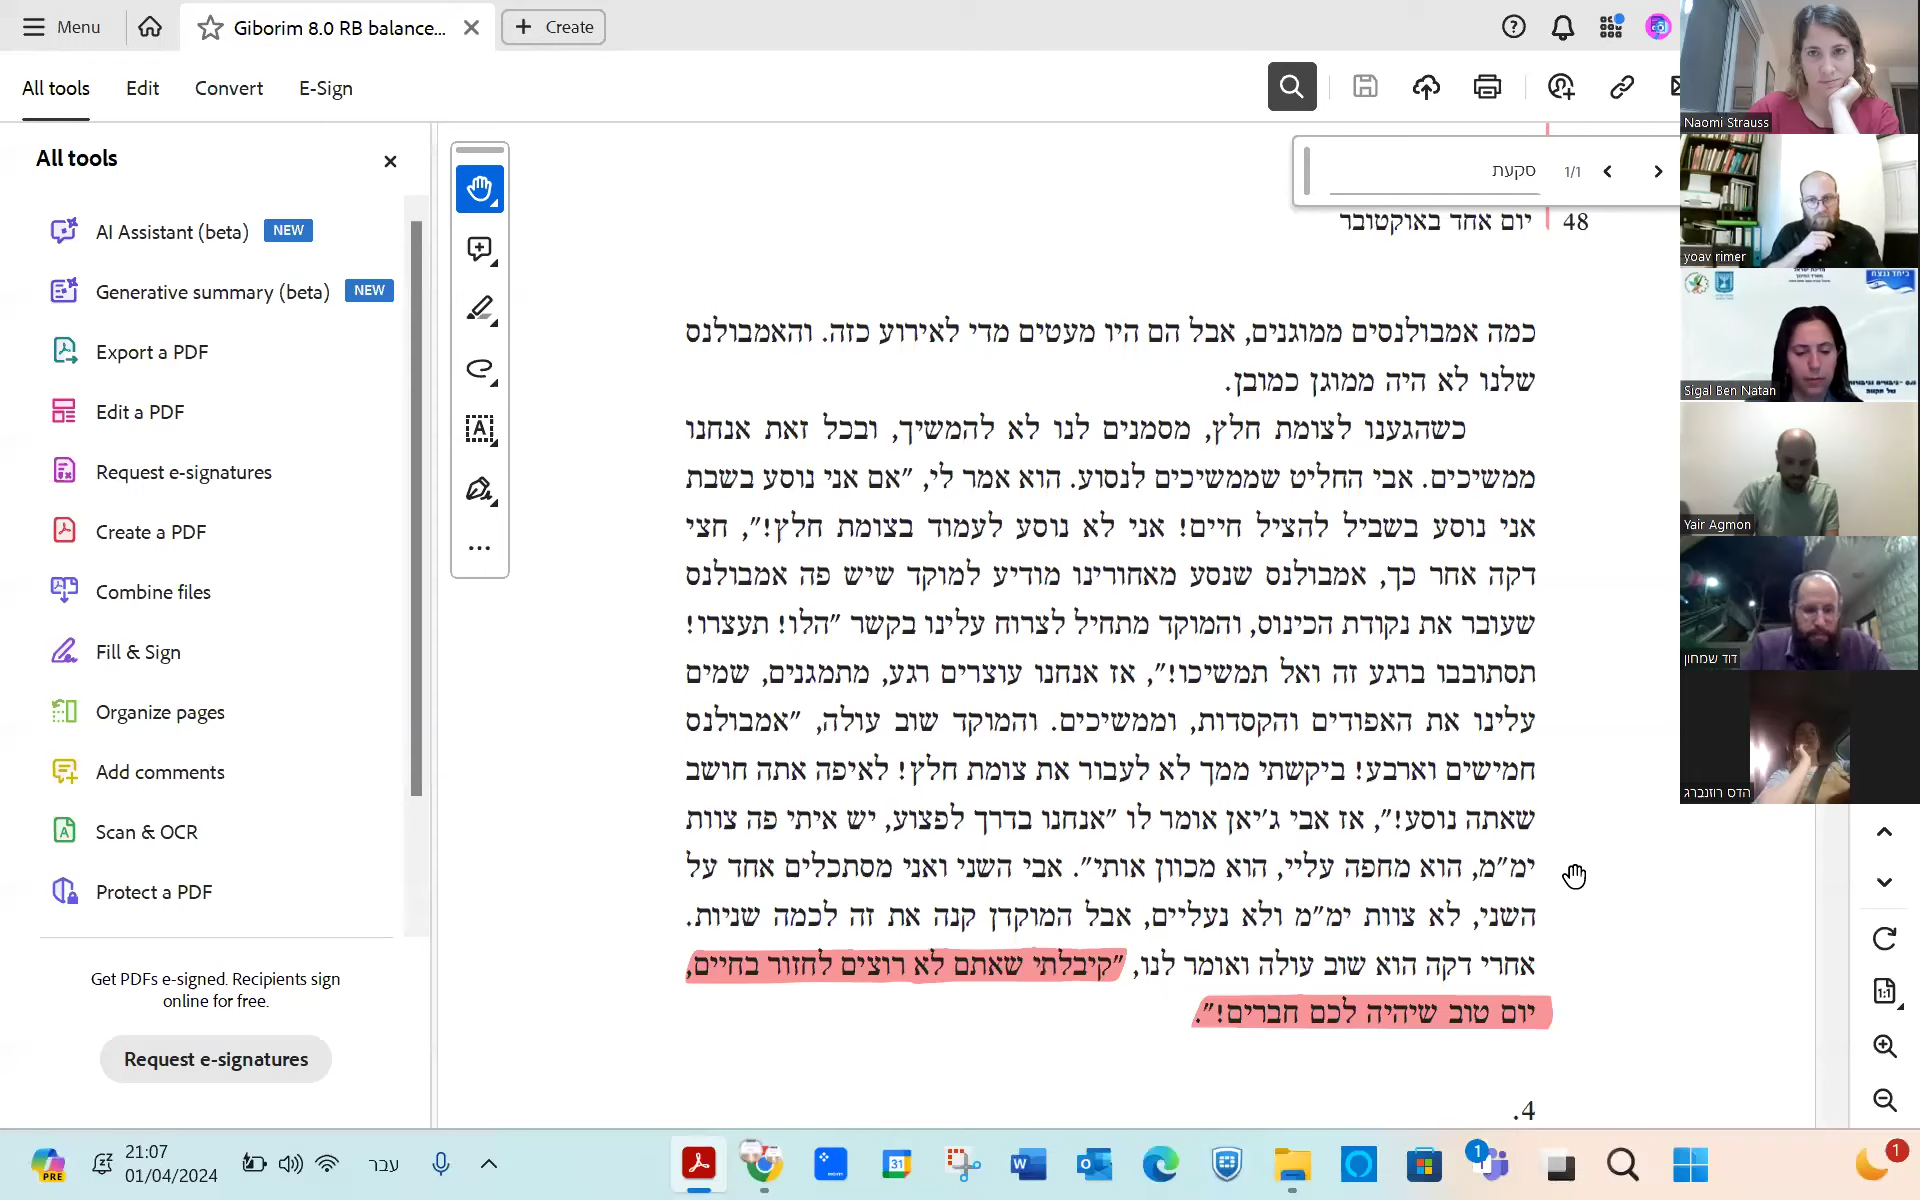 Menu
Giborim 8.0 RB balance...
Create
All tools
Edit
Convert
E-Sign
All tools
AI Assistant (beta) NEW
Generative summary (beta) NEW
Export a PDF
Edit a PDF
Request e-signatures
Create a PDF
Combine files
Fill & Sign
Organize pages
Add comments
Scan & OCR
Protect a PDF
Get PDFs e-signed. Recipients sign
online for free.
Request e-signatures
סקעת
1/1
48 יום אחד באוקטובר
כמה אמבולנסים ממוגנים, אבל הם היו מעטים מדי לאירוע כזה. והאמבולנס
שלנו לא היה ממוגן כמובן.
כשהגענו לצומת חלץ, מסמנים לנו לא להמשיך, ובכל זאת אנחנו
ממשיכים. אבי החליט שממשיכים לנסוע. הוא אמר לי, ״אם אני נוסע בשבת
אני נוסע בשביל להציל חיים! אני לא נוסע לעמוד בצומת חלץ!״, חצי
דקה אחר כך, אמבולנס שנסע מאחורינו מודיע למוקד שיש פה אמבולנס
שעובר את נקודת הכינוס, והמוקד מתחיל לצרוח עלינו בקשר ״הלו! תעצרו!
תסתובבו ברגע זה ואל תמשיכו!״, אז אנחנו עוצרים רגע, מתמגנים, שמים
עלינו את האפודים והקסדות, וממשיכים. והמוקד שוב עולה, ״אמבולנס
חמישים וארבע! ביקשתי ממך לא לעבור את צומת חלץ! לאיפה אתה חושב
שאתה נוסע!״, אז אבי ג׳יאן אומר לו ״אנחנו בדרך לפצוע, יש איתי פה צוות
ימ״מ, הוא מחפה עליי, הוא מכוון אותי״. אבי השני ואני מסתכלים אחד על
השני, לא צוות ימ״מ ולא נעליים, אבל המוקדן קנה את זה לכמה שניות.
אחרי דקה הוא שוב עולה ואומר לנו, ״קיבלתי שאתם לא רוצים לחזור בחיים,
יום טוב שיהיה לכם חברים!״.
4.
Naomi Strauss
yoav rimer
ביחד ננצח
Sigal Ben Natan
Yair Agmon
דוד שמחון
הדס רוזנברג
21:07
01/04/2024
עבר
PRE
31
1
1